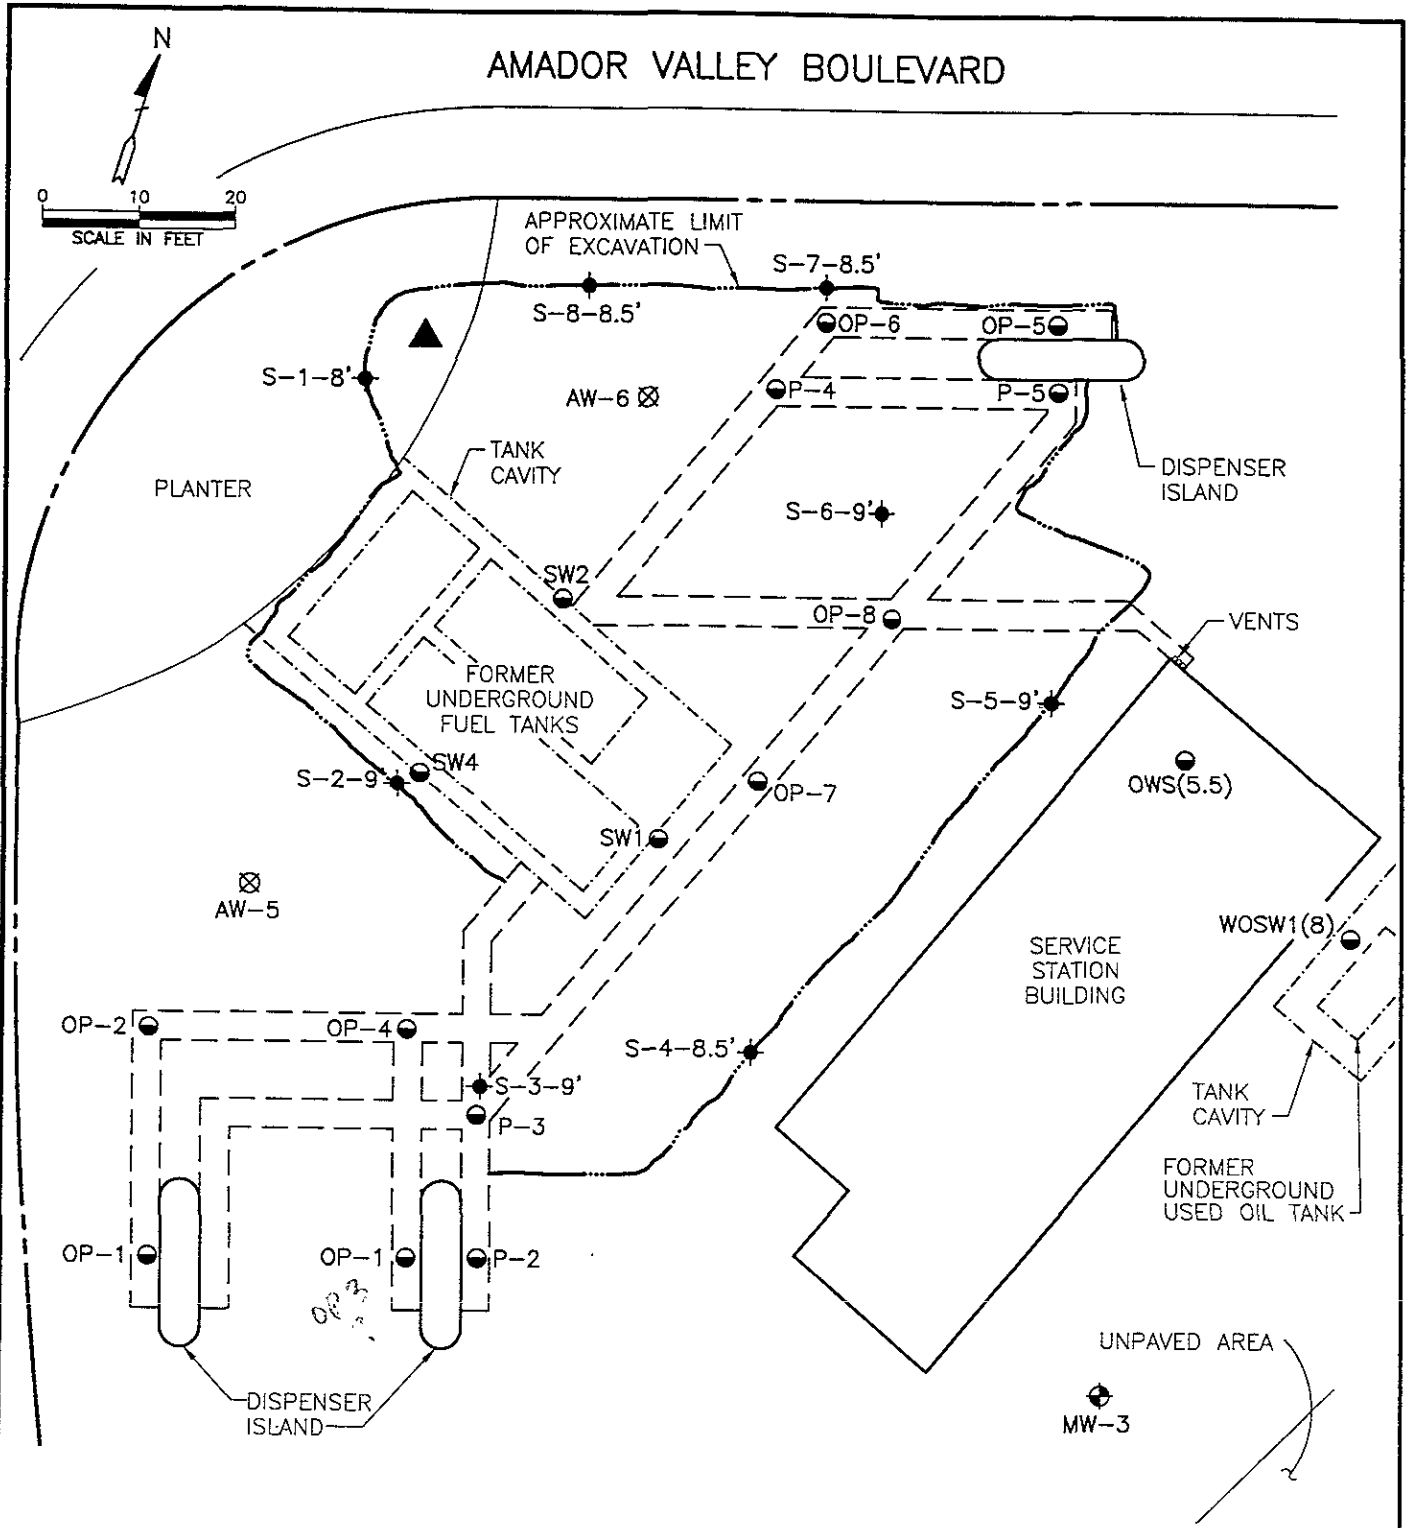 AMADOR VALLEY BOULEVARD
N
0 10 20
SCALE IN FEET
APPROXIMATE LIMIT
OF EXCAVATION
S-7-8.5'
S-8-8.5'
OP-6
OP-5
S-1-8'
AW-6
P-4
P-5
TANK
CAVITY
DISPENSER
ISLAND
PLANTER
S-6-9'
SW2
OP-8
VENTS
FORMER
UNDERGROUND
FUEL TANKS
S-5-9'
SW4
S-2-9'
OP-7
OWS(5.5)
SW1
AW-5
WOSW1(8)
SERVICE
STATION
BUILDING
OP-2
OP-4
S-4-8.5'
S-3-9'
P-3
TANK
CAVITY
FORMER
UNDERGROUND
USED OIL TANK
OP-1
OP-1
P-2
OP3
UNPAVED AREA
DISPENSER
ISLAND
MW-3